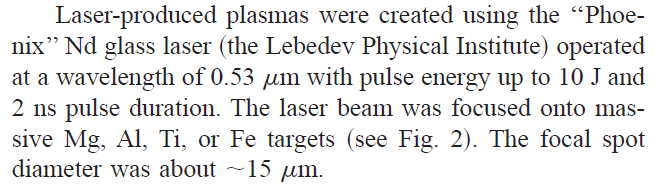 Laser-produced plasmas were created using the “Phoe-
nix” Nd glass laser (the Lebedev Physical Institute) operated
at a wavelength of 0.53 μm with pulse energy up to 10 J and
2 ns pulse duration. The laser beam was focused onto mas-
sive Mg, Al, Ti, or Fe targets (see Fig. 2). The focal spot
diameter was about ∼15 μm.